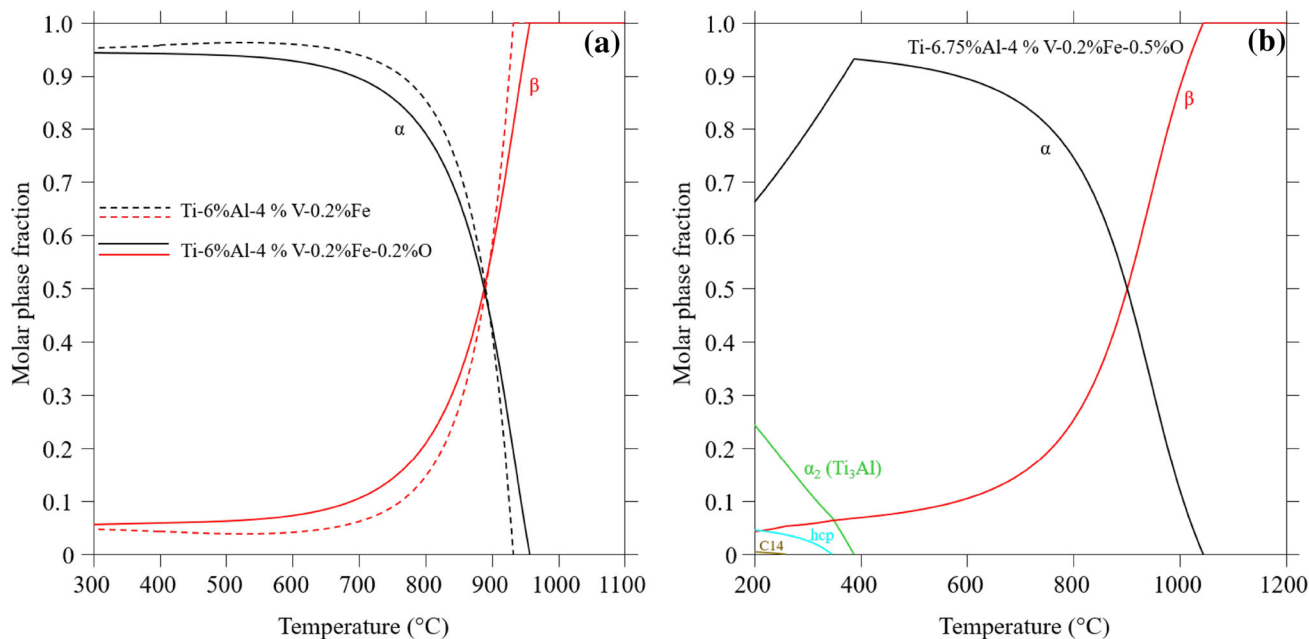 (a)
1.0
0.9
0.8
0.7
0.6
0.5
0.4
0.3
0.2
0.1
0
Molar phase fraction
β
α
Ti-6%Al-4 % V-0.2%Fe
Ti-6%Al-4 % V-0.2%Fe-0.2%O
300 400 500 600 700 800 900 1000 1100
Temperature (°C)
(b)
1.0
0.9
0.8
0.7
0.6
0.5
0.4
0.3
0.2
0.1
0
Molar phase fraction
Ti-6.75%Al-4 % V-0.2%Fe-0.5%O
β
α
α₂ (Ti₃Al)
hcp
C14
200 400 600 800 1000 1200
Temperature (°C)